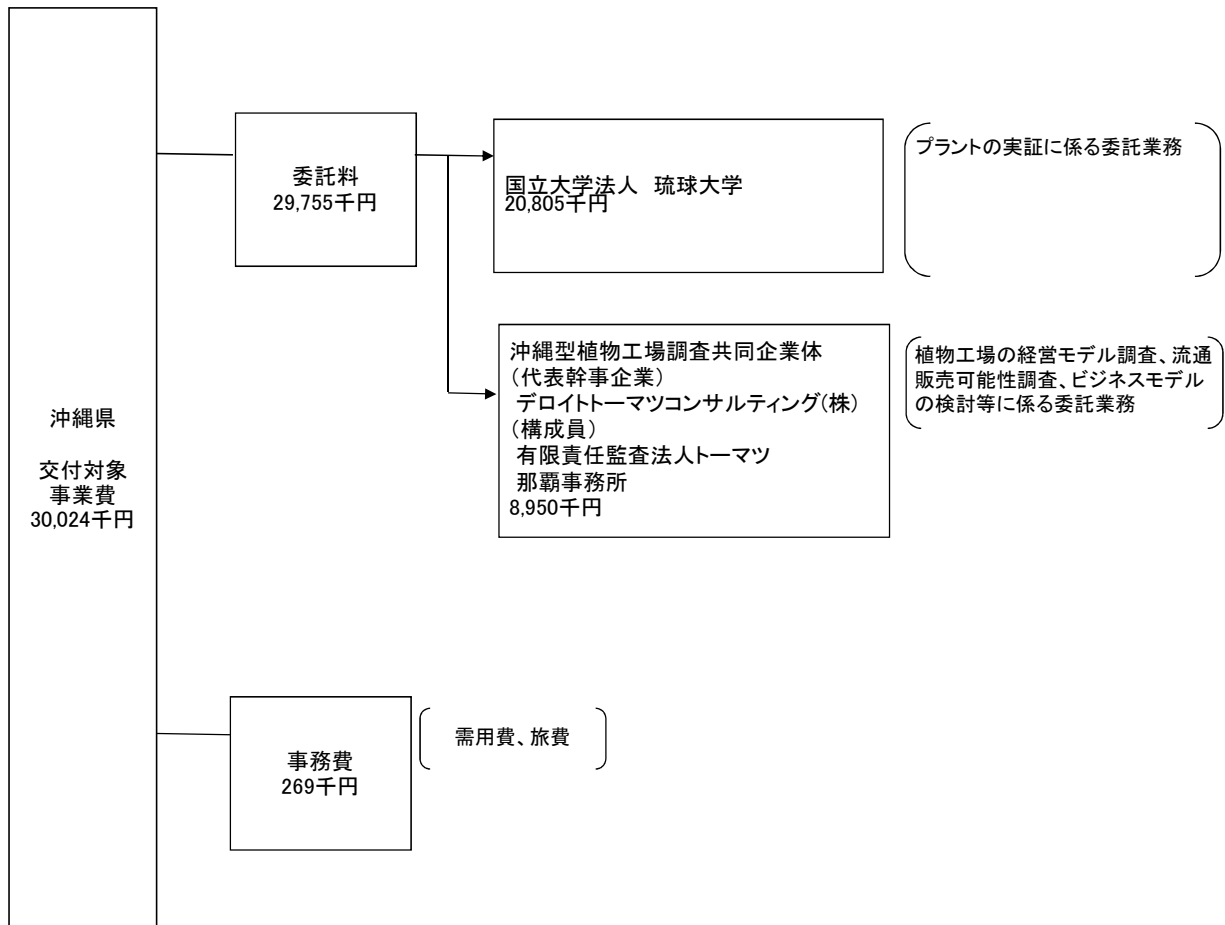 沖縄県
交付対象
事業費
30,024千円
委託料
29,755千円
国立大学法人　琉球大学
20,805千円
プラントの実証に係る委託業務
沖縄型植物工場調査共同企業体
(代表幹事企業)
デロイトトーマツコンサルティング(株)
(構成員)
有限責任監査法人トーマツ
那覇事務所
8,950千円
植物工場の経営モデル調査、流通
販売可能性調査、ビジネスモデル
の検討等に係る委託業務
事務費
269千円
需用費、旅費